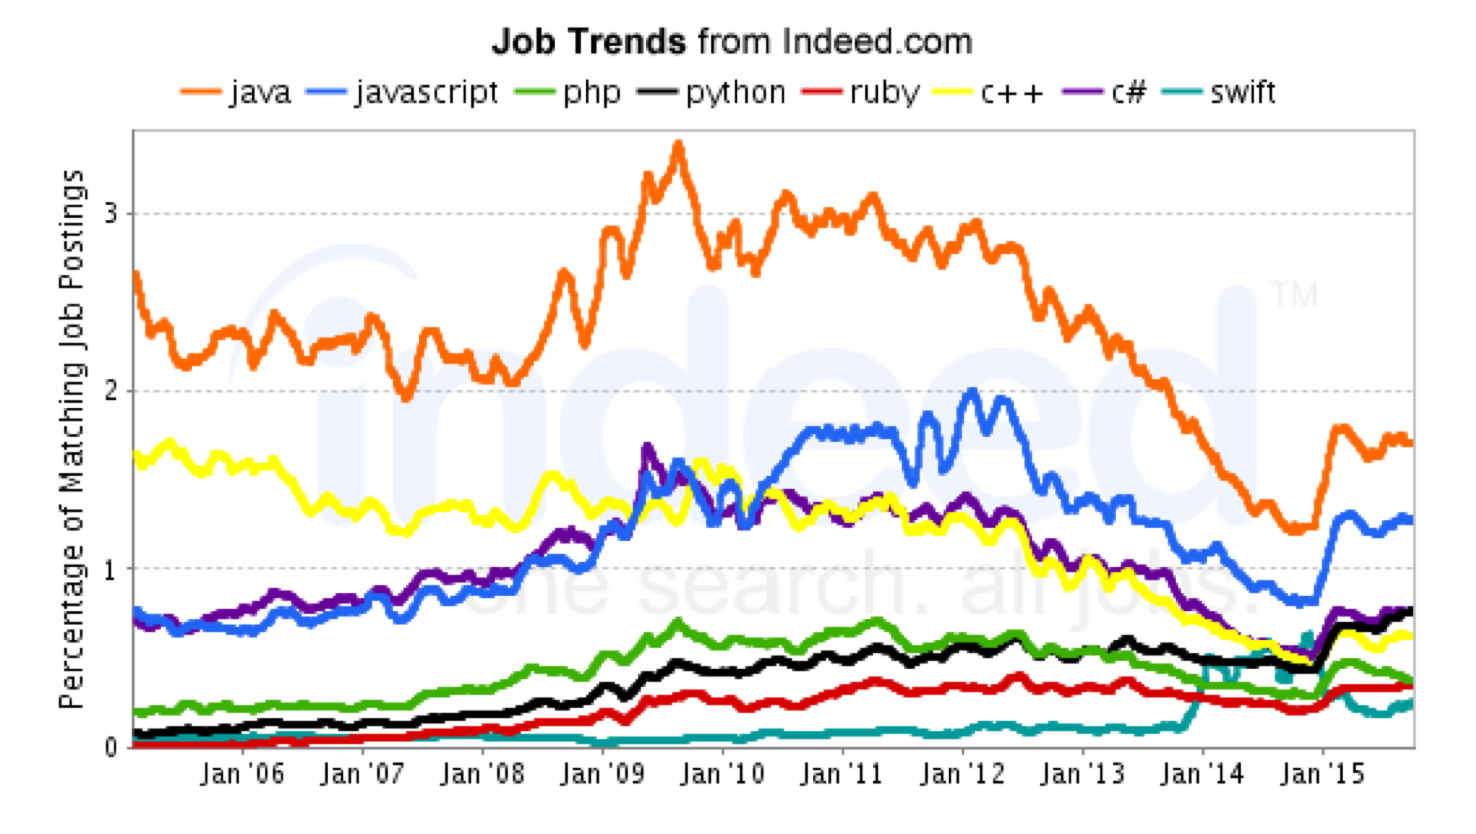 Job Trends from Indeed.com
java javascript php python ruby c++ c# swift
Percentage of Matching Job Postings
3
2
1
0
indeed
TM
one search. all jobs.
Jan '06 Jan '07 Jan '08 Jan '09 Jan '10 Jan '11 Jan '12 Jan '13 Jan '14 Jan '15